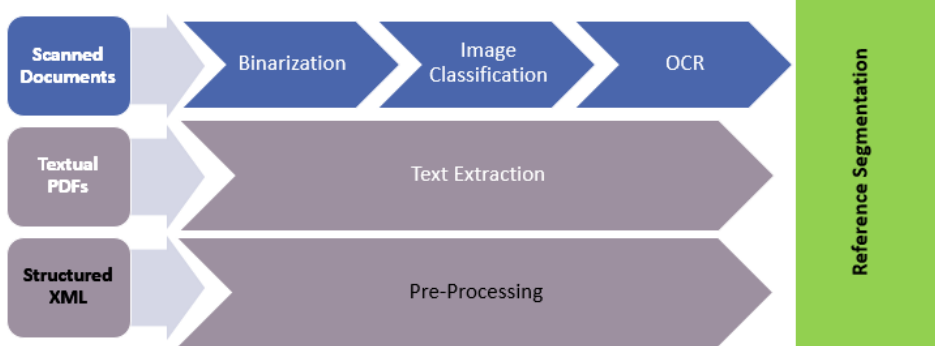 Scanned
Documents
Binarization
Image
Classification
OCR
Textual
PDFs
Text Extraction
Structured
XML
Pre-Processing
Reference Segmentation